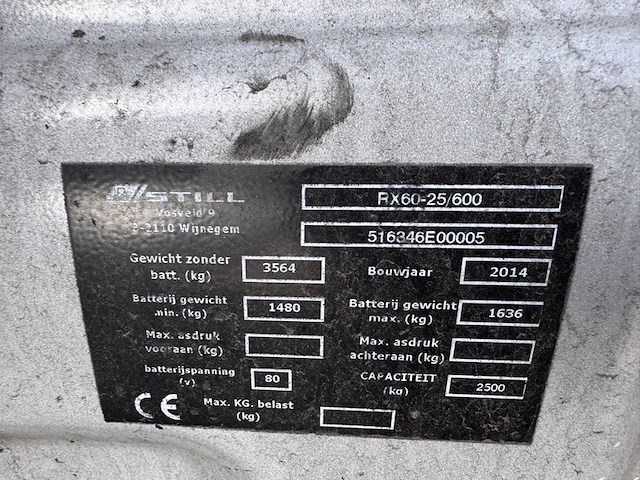 STILL
RX60-25/600
Vosveld 9
B-2110 Wijnegem
516346E00005
Gewicht zonder
batt. (kg)
3564
Bouwjaar
2014
Batterij gewicht
min. (kg)
1480
Batterij gewicht
max. (kg)
1636
Max. asdruk
vooraan (kg)
Max. asdruk
achteraan (kg)
batterijspanning
(v)
80
CAPACITEIT
(kg)
2500
CE
Max. KG. belast
(kg)